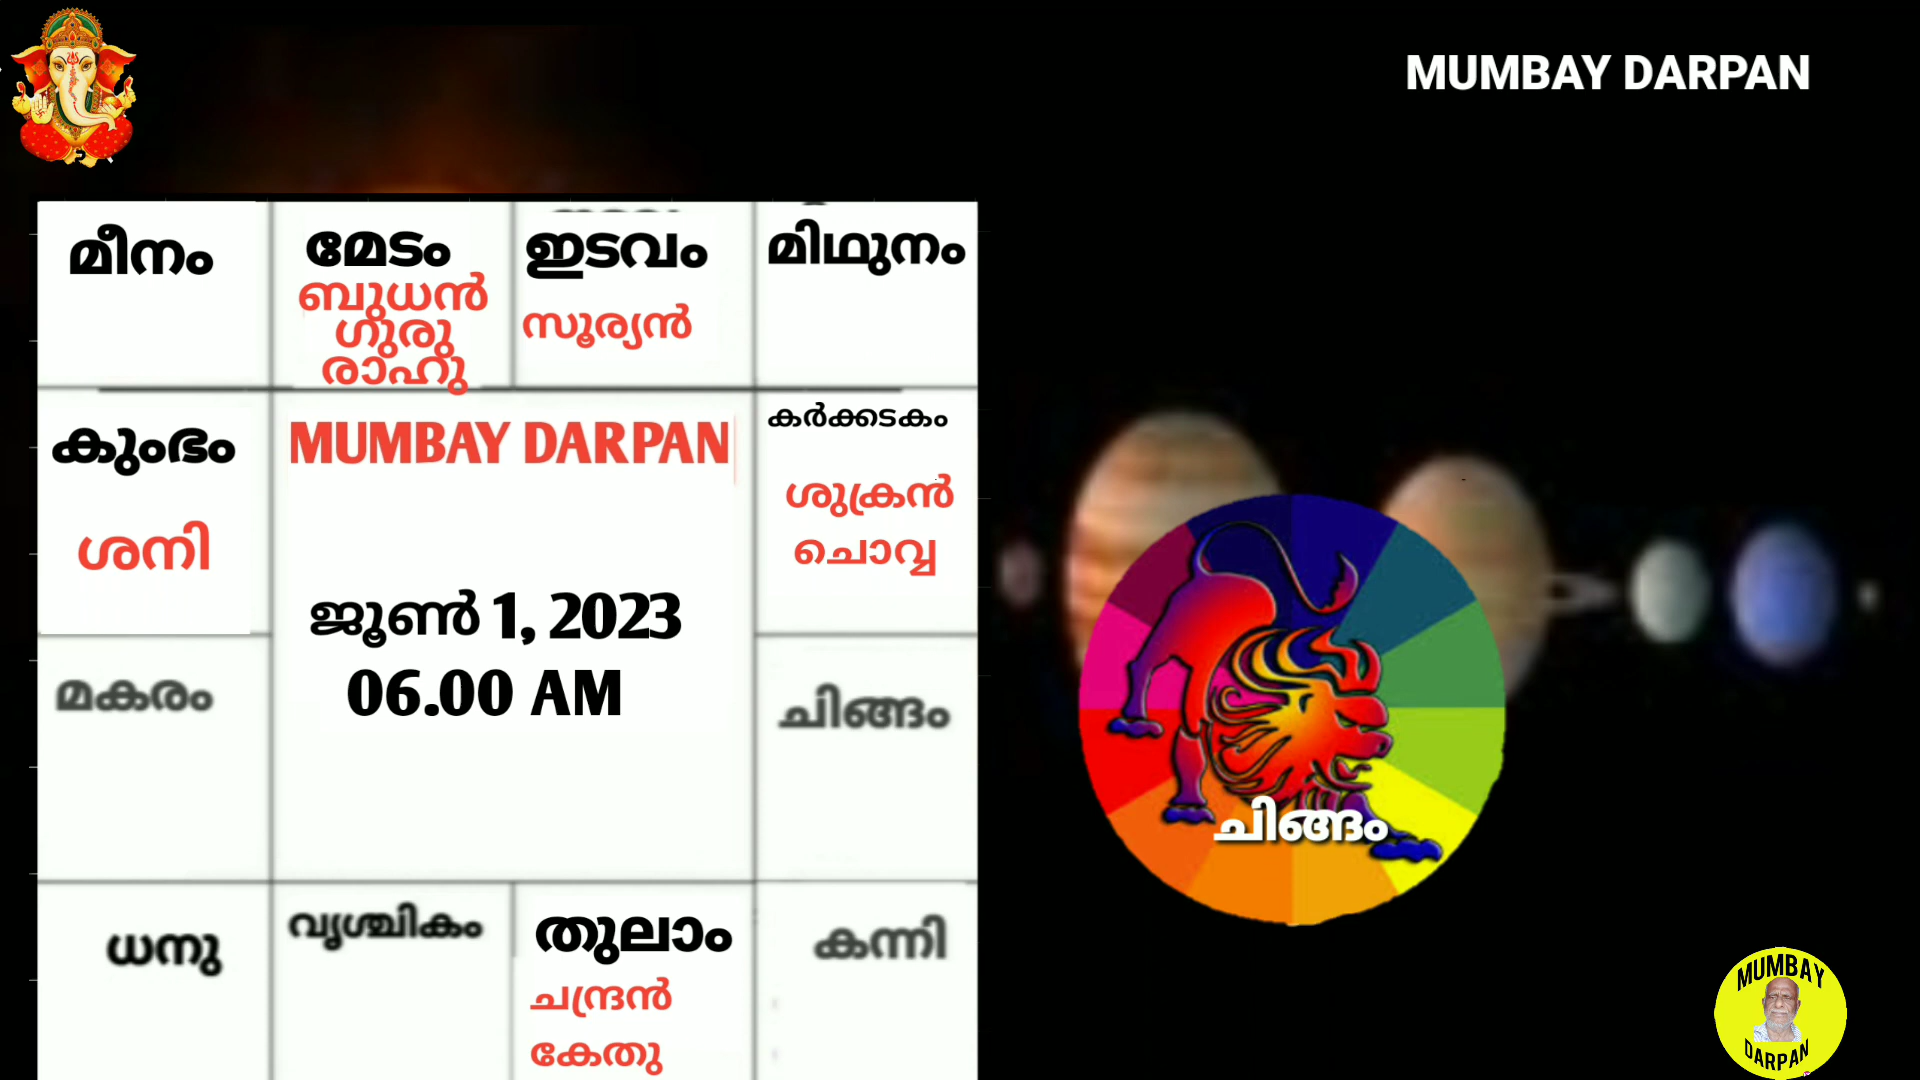 MUMBAY DARPAN
മീനം
മേടം
ബുധൻ
ഗുരു
രാഹു
ഇടവം
സൂര്യൻ
മിഥുനം
കുംഭം
ശനി
MUMBAY DARPAN
ജൂൺ 1, 2023
06.00 AM
കർക്കടകം
ശുക്രൻ
ചൊവ്വ
മകരം
ചിങ്ങം
ചിങ്ങം
ധനു
വൃശ്ചികം
തുലാം
ചന്ദ്രൻ
കേതു
കന്നി
MUMBAY
DARPAN